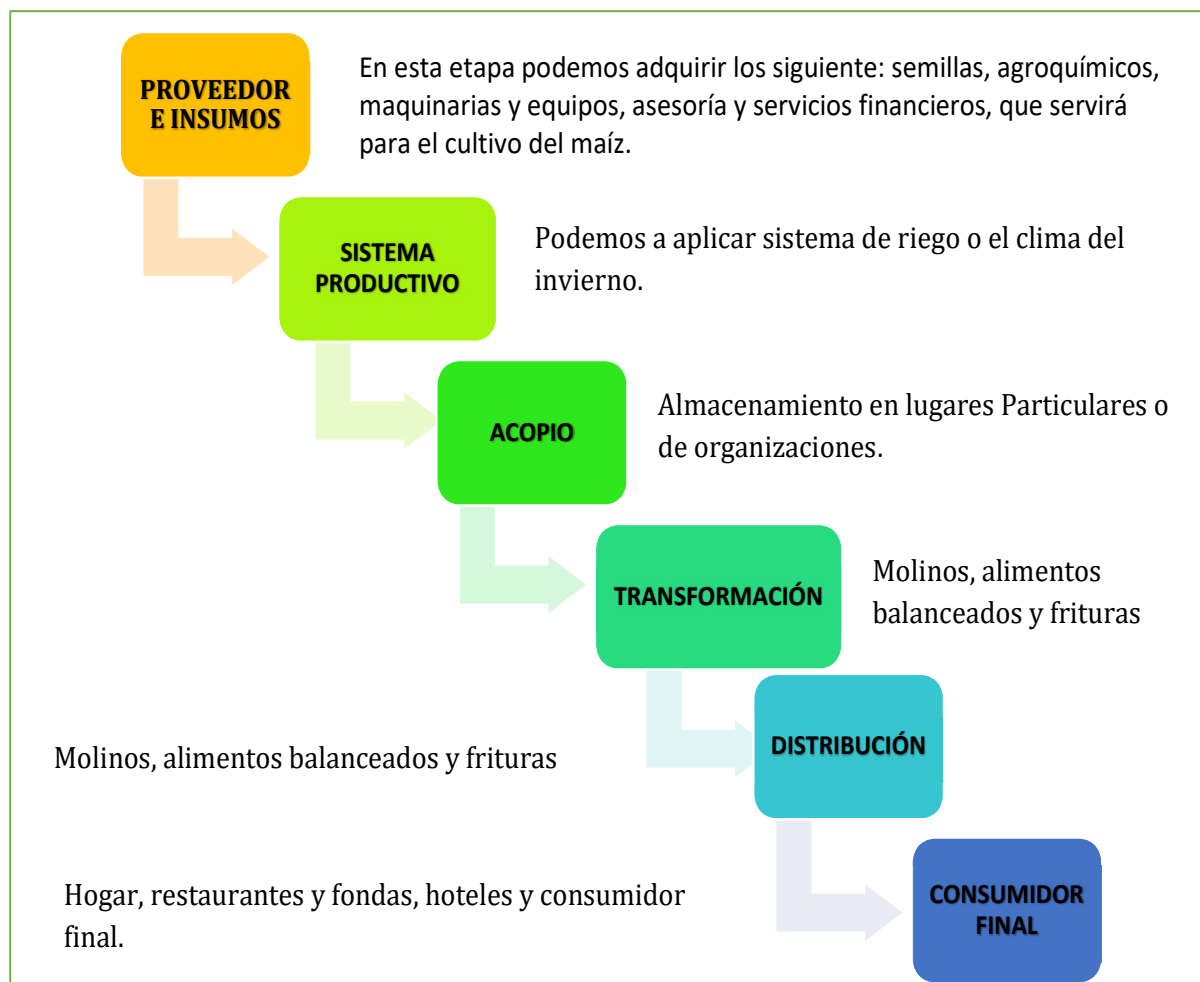 PROVEEDOR
E INSUMOS
En esta etapa podemos adquirir los siguiente: semillas, agroquímicos,
maquinarias y equipos, asesoría y servicios financieros, que servirá
para el cultivo del maíz.
SISTEMA
PRODUCTIVO
Podemos a aplicar sistema de riego o el clima del
invierno.
ACOPIO
Almacenamiento en lugares Particulares o
de organizaciones.
TRANSFORMACIÓN
Molinos, alimentos
balanceados y frituras
DISTRIBUCIÓN
Molinos, alimentos balanceados y frituras
CONSUMIDOR
FINAL
Hogar, restaurantes y fondas, hoteles y consumidor
final.